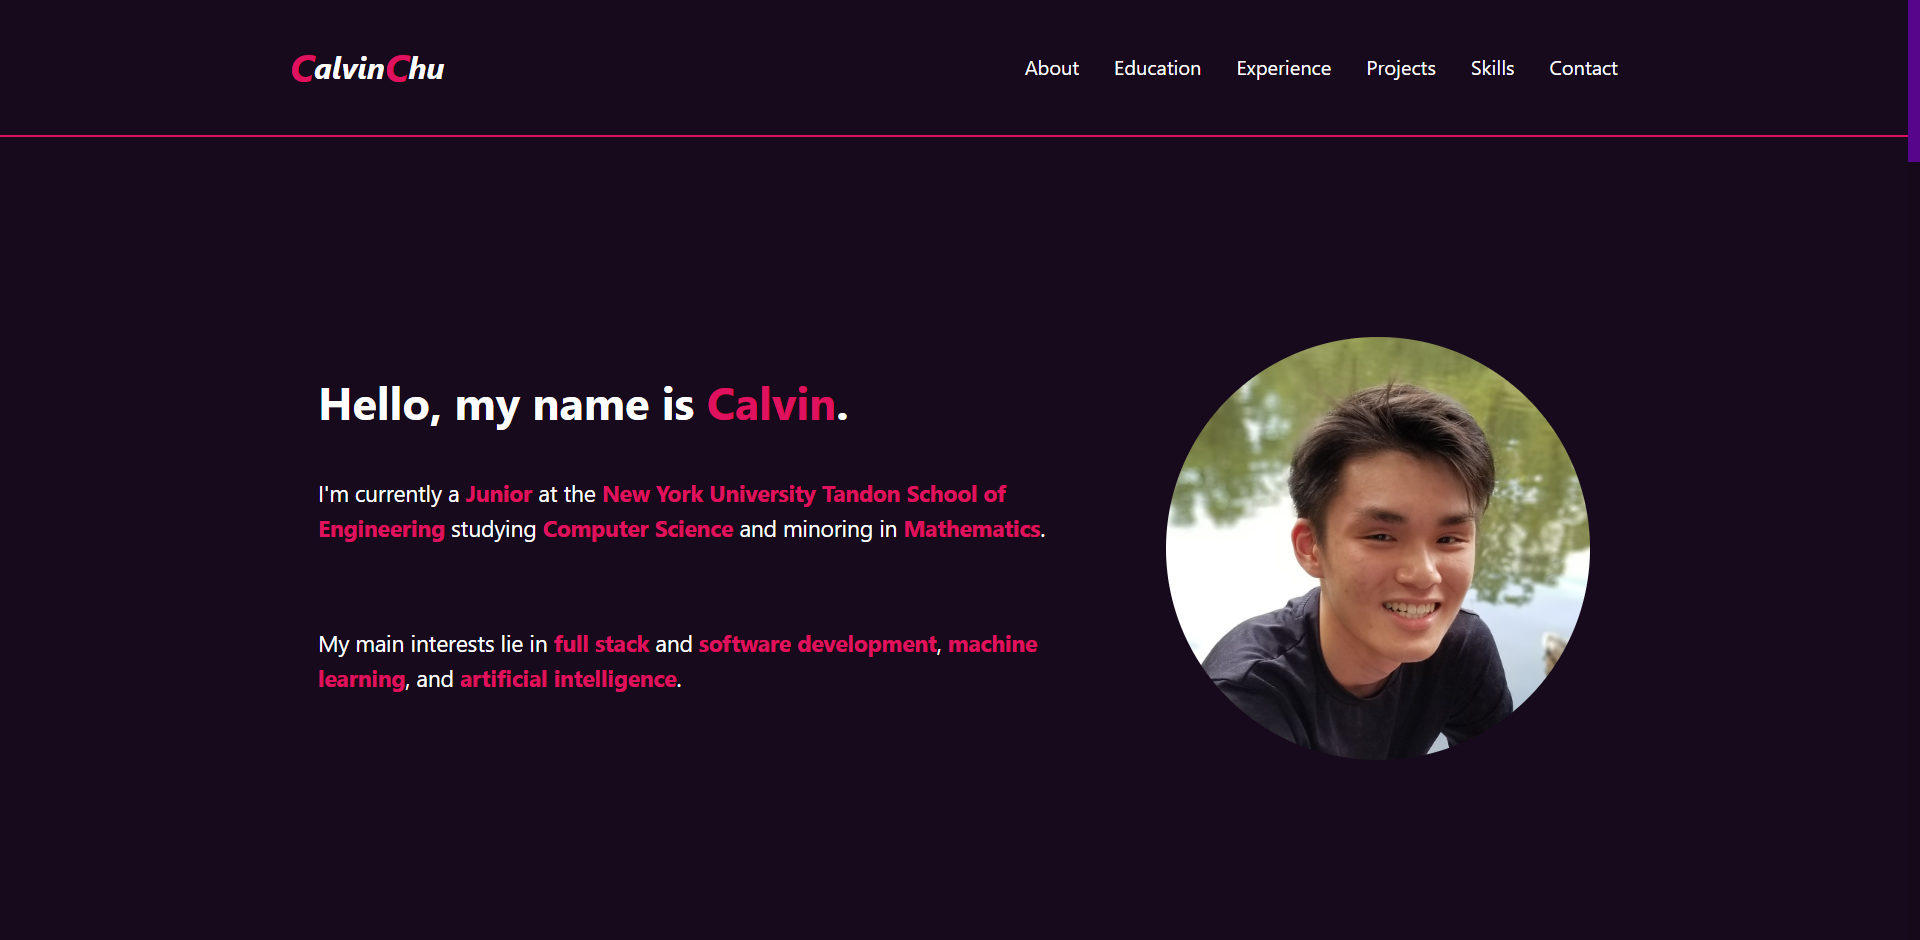 CalvinChu
About Education Experience Projects Skills Contact
Hello, my name is Calvin.
I'm currently a Junior at the New York University Tandon School of
Engineering studying Computer Science and minoring in Mathematics.
My main interests lie in full stack and software development, machine
learning, and artificial intelligence.